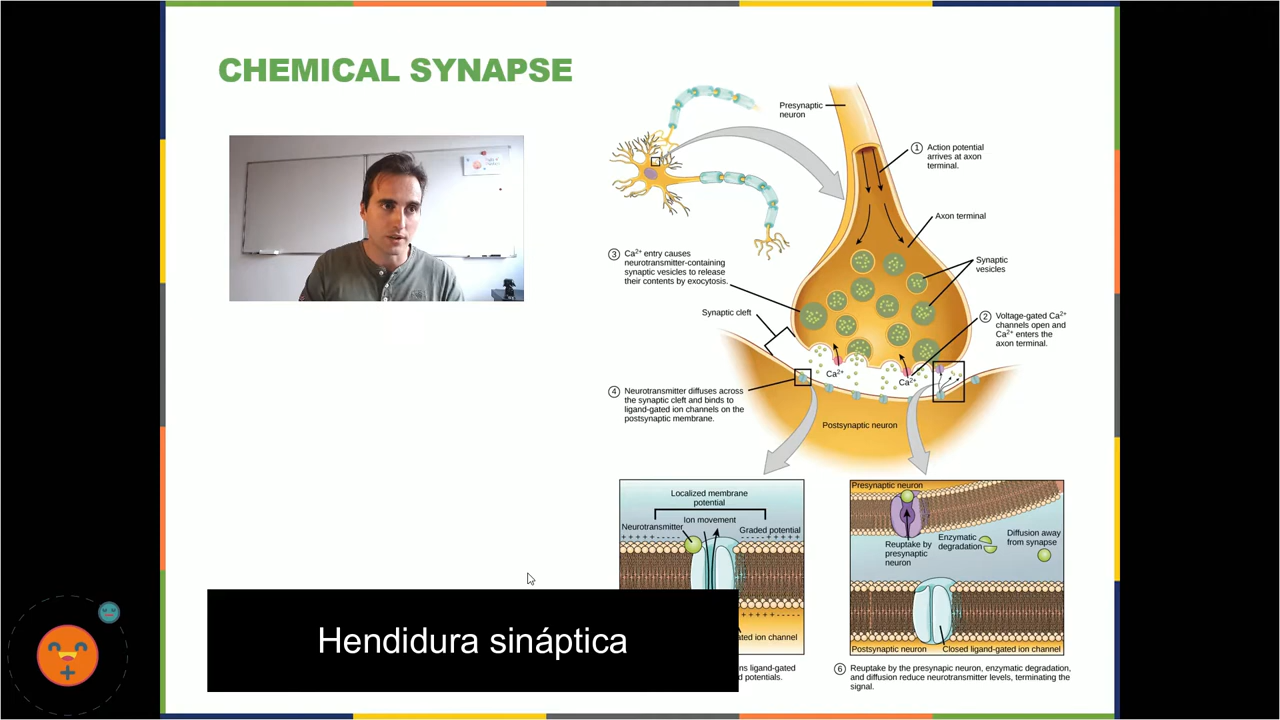 CHEMICAL SYNAPSE
Presynaptic
neuron
1 Action potential
arrives at axon
terminal.
Axon terminal
3 Ca2+ entry causes
neurotransmitter-containing
synaptic vesicles to release
their contents by exocytosis.
Synaptic
vesicles
Synaptic cleft
2 Voltage-gated Ca2+
channels open and
Ca2+ enters the
axon terminal.
Ca2+
Ca2+
4 Neurotransmitter diffuses across
the synaptic cleft and binds to
ligand-gated ion channels on the
postsynaptic membrane.
Postsynaptic neuron
Localized membrane
potential
Ion movement
Neurotransmitter
Graded potential
+ + + + - - - - - - - - - + + + +
+ + + + + - - - - -
ated ion channel
ns ligand-gated
d potentials.
Presynaptic neuron
Reuptake by
presynaptic
neuron
Enzymatic
degradation
Diffusion away
from synapse
Postsynaptic neuron
Closed ligand-gated ion channel
6 Reuptake by the presynapic neuron, enzymatic degradation,
and diffusion reduce neurotransmitter levels, terminating the
signal.
Hendidura sináptica